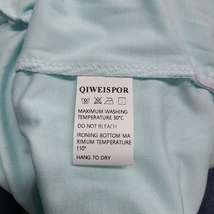 QIWEISPOR
MAXIMUM WASHING
TEMPERATURE 30°C
DO NOT BLEACH
IRONING BOTTOM MA
XIMUM TEMPERATURE
110°
HANG TO DRY